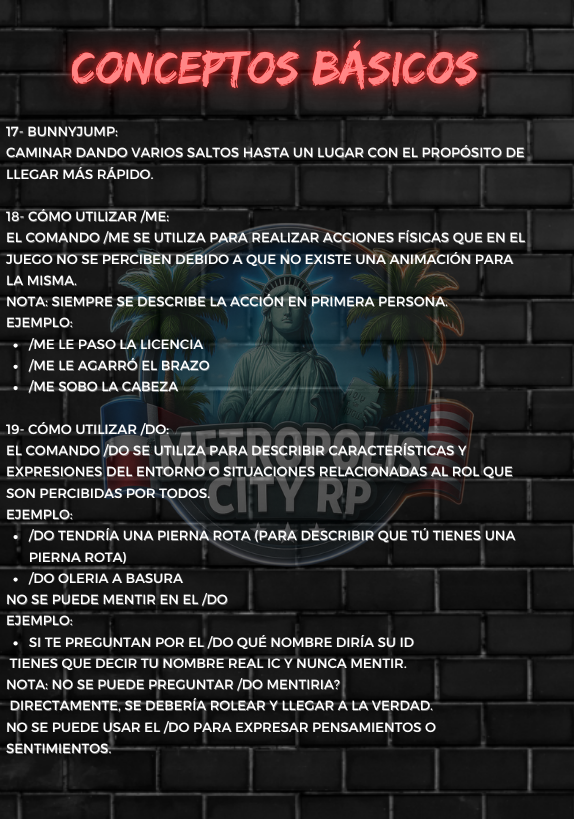 CONCEPTOS BÁSICOS
17- BUNNYJUMP:
CAMINAR DANDO VARIOS SALTOS HASTA UN LUGAR CON EL PROPÓSITO DE
LLEGAR MÁS RÁPIDO.
18- CÓMO UTILIZAR /ME:
EL COMANDO /ME SE UTILIZA PARA REALIZAR ACCIONES FÍSICAS QUE EN EL
JUEGO NO SE PERCIBEN DEBIDO A QUE NO EXISTE UNA ANIMACIÓN PARA
LA MISMA.
NOTA: SIEMPRE SE DESCRIBE LA ACCIÓN EN PRIMERA PERSONA.
EJEMPLO:
• /ME LE PASO LA LICENCIA
• /ME LE AGARRÓ EL BRAZO
• /ME SOBO LA CABEZA
19- CÓMO UTILIZAR /DO:
EL COMANDO /DO SE UTILIZA PARA DESCRIBIR CARACTERÍSTICAS Y
EXPRESIONES DEL ENTORNO O SITUACIONES RELACIONADAS AL ROL QUE
SON PERCIBIDAS POR TODOS.
EJEMPLO:
• /DO TENDRÍA UNA PIERNA ROTA (PARA DESCRIBIR QUE TÚ TIENES UNA
PIERNA ROTA)
• /DO OLERIA A BASURA
NO SE PUEDE MENTIR EN EL /DO
EJEMPLO:
• SI TE PREGUNTAN POR EL /DO QUÉ NOMBRE DIRÍA SU ID
TIENES QUE DECIR TU NOMBRE REAL IC Y NUNCA MENTIR.
NOTA: NO SE PUEDE PREGUNTAR /DO MENTIRIA?
DIRECTAMENTE, SE DEBERÍA ROLEAR Y LLEGAR A LA VERDAD.
NO SE PUEDE USAR EL /DO PARA EXPRESAR PENSAMIENTOS O
SENTIMIENTOS.
METROPOLIS
CITY RP